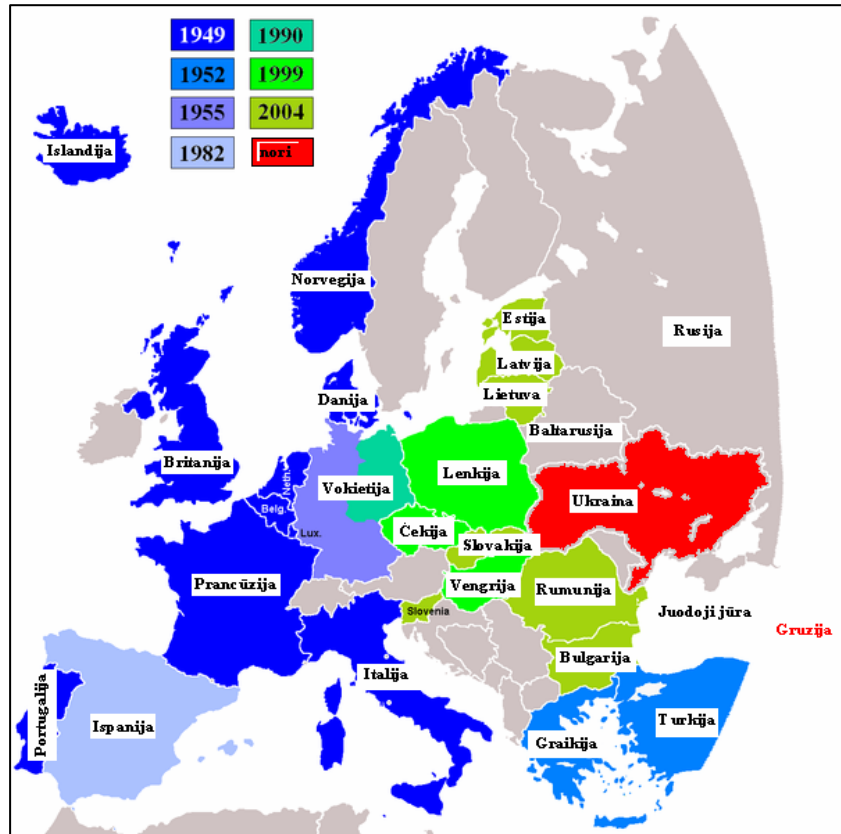 1949
1990
1952
1999
1955
2004
1982
nori
Islandija
Norvegija
Estija
Rusija
Latvija
Lietuva
Danija
Baltarusija
Britanija
Neth.
Lenkija
Vokietija
Ukraina
Belg.
Lux.
Čekija
Slovakija
Prancūzija
Vengrija
Rumunija
Slovenia
Juodoji jūra
Gruzija
Bulgarija
Italija
Portugalija
Ispanija
Turkija
Graikija